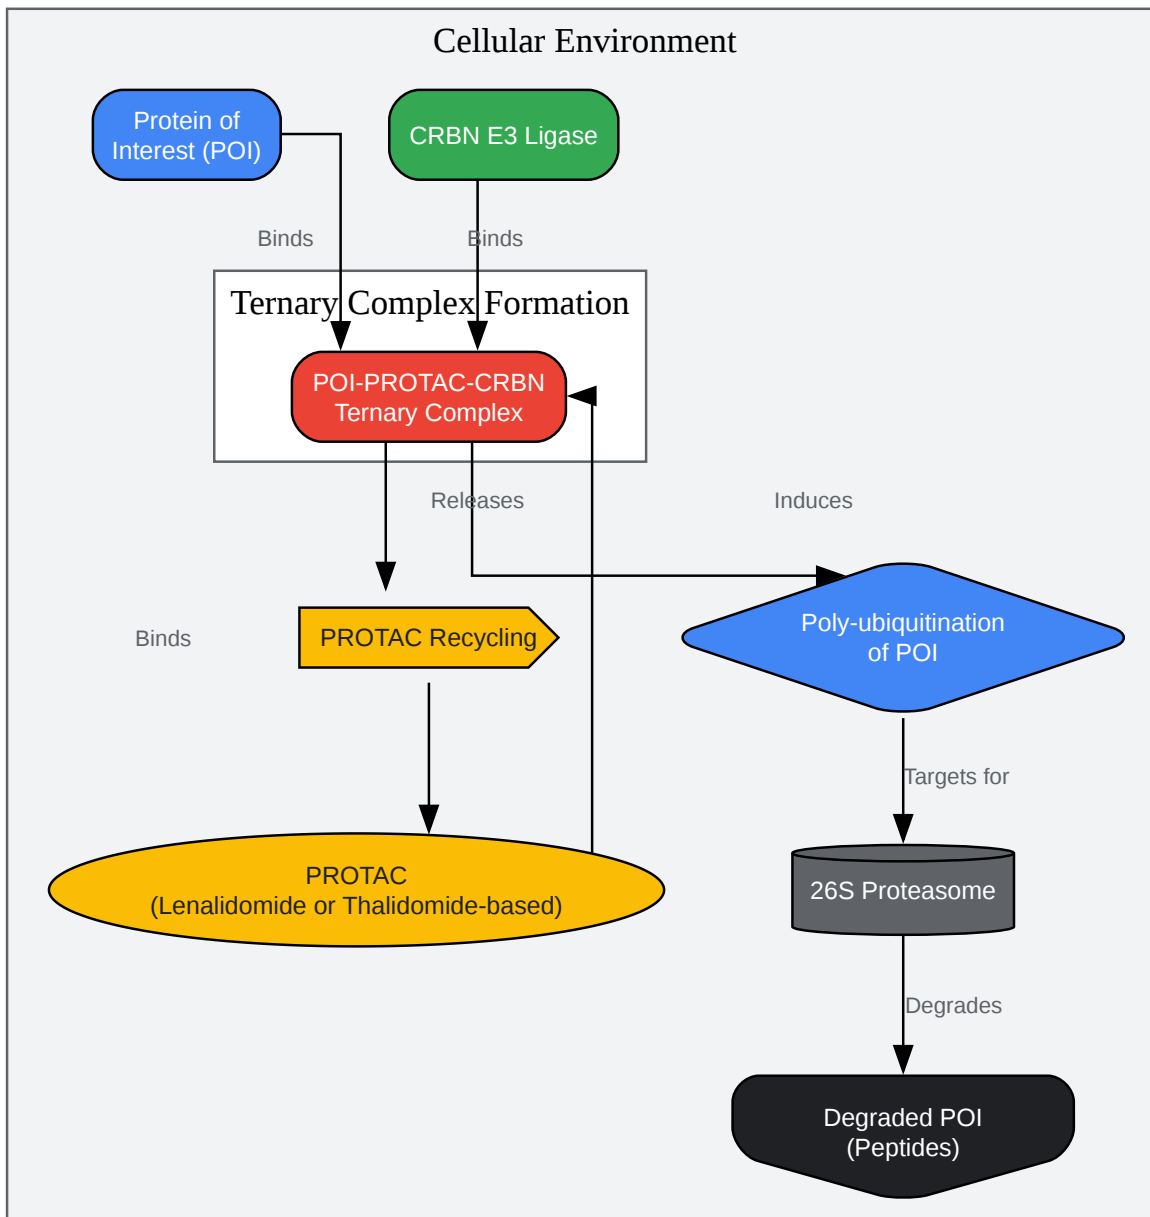 Cellular Environment
Protein of
Interest (POI)
CRBN E3 Ligase
Binds
Binds
Ternary Complex Formation
POI-PROTAC-CRBN
Ternary Complex
Releases
Induces
Binds
PROTAC Recycling
Poly-ubiquitination
of POI
Targets for
PROTAC
(Lenalidomide or Thalidomide-based)
26S Proteasome
Degrades
Degraded POI
(Peptides)